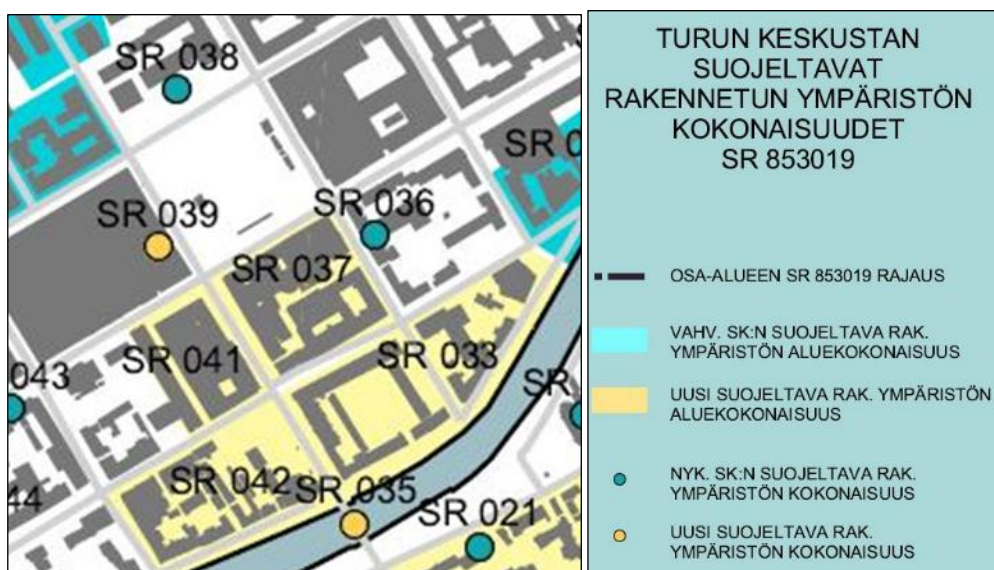 SR 038
SR 0
SR 039
SR 036
SR 037
SR 041
SR 033
043
SR
SR 042
SR 035
SR 021
44
TURUN KESKUSTAN
SUOJELTAVAT
RAKENNETUN YMPÄRISTÖN
KOKONAISUUDET
SR 853019
OSA-ALUEEN SR 853019 RAJAUS
VAHV. SK:N SUOJELTAVA RAK.
YMPÄRISTÖN ALUEKOKONAISUUS
UUSI SUOJELTAVA RAK. YMPÄRISTÖN
ALUEKOKONAISUUS
NYK. SK:N SUOJELTAVA RAK.
YMPÄRISTÖN KOKONAISUUS
UUSI SUOJELTAVA RAK.
YMPÄRISTÖN KOKONAISUUS